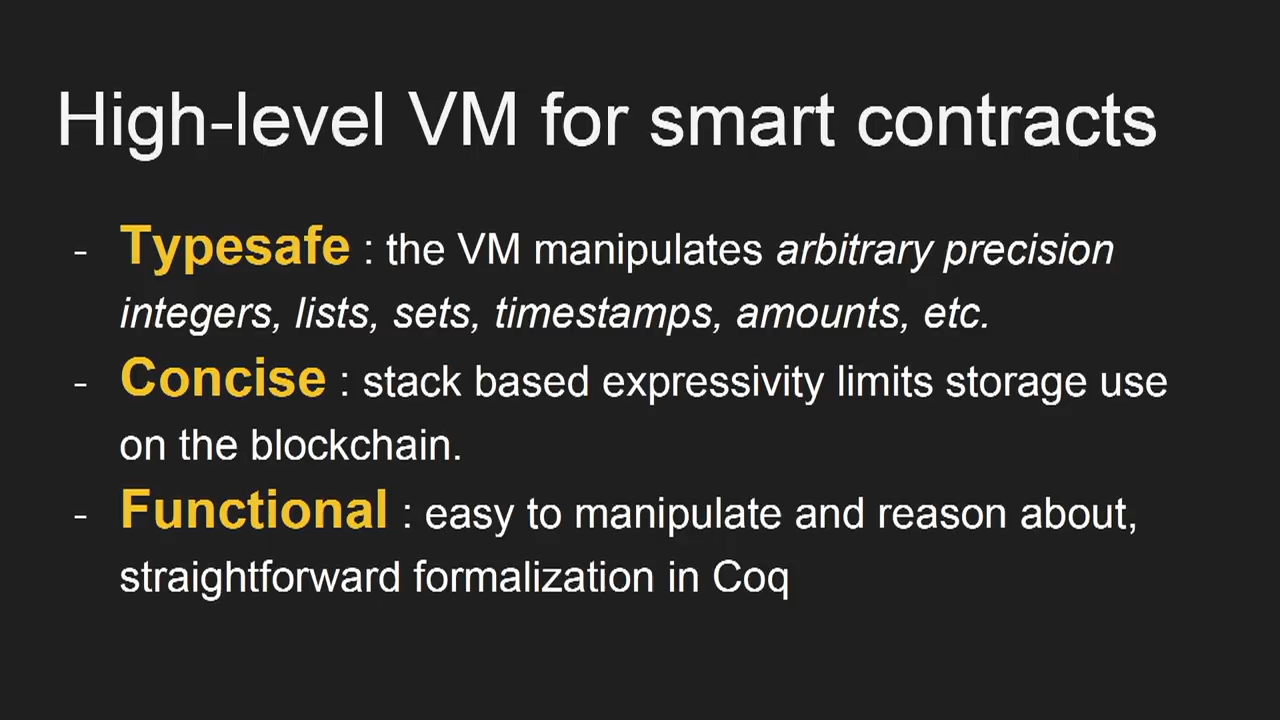 High-level VM for smart contracts
- Typesafe : the VM manipulates arbitrary precision
integers, lists, sets, timestamps, amounts, etc.
- Concise : stack based expressivity limits storage use
on the blockchain.
- Functional : easy to manipulate and reason about,
straightforward formalization in Coq